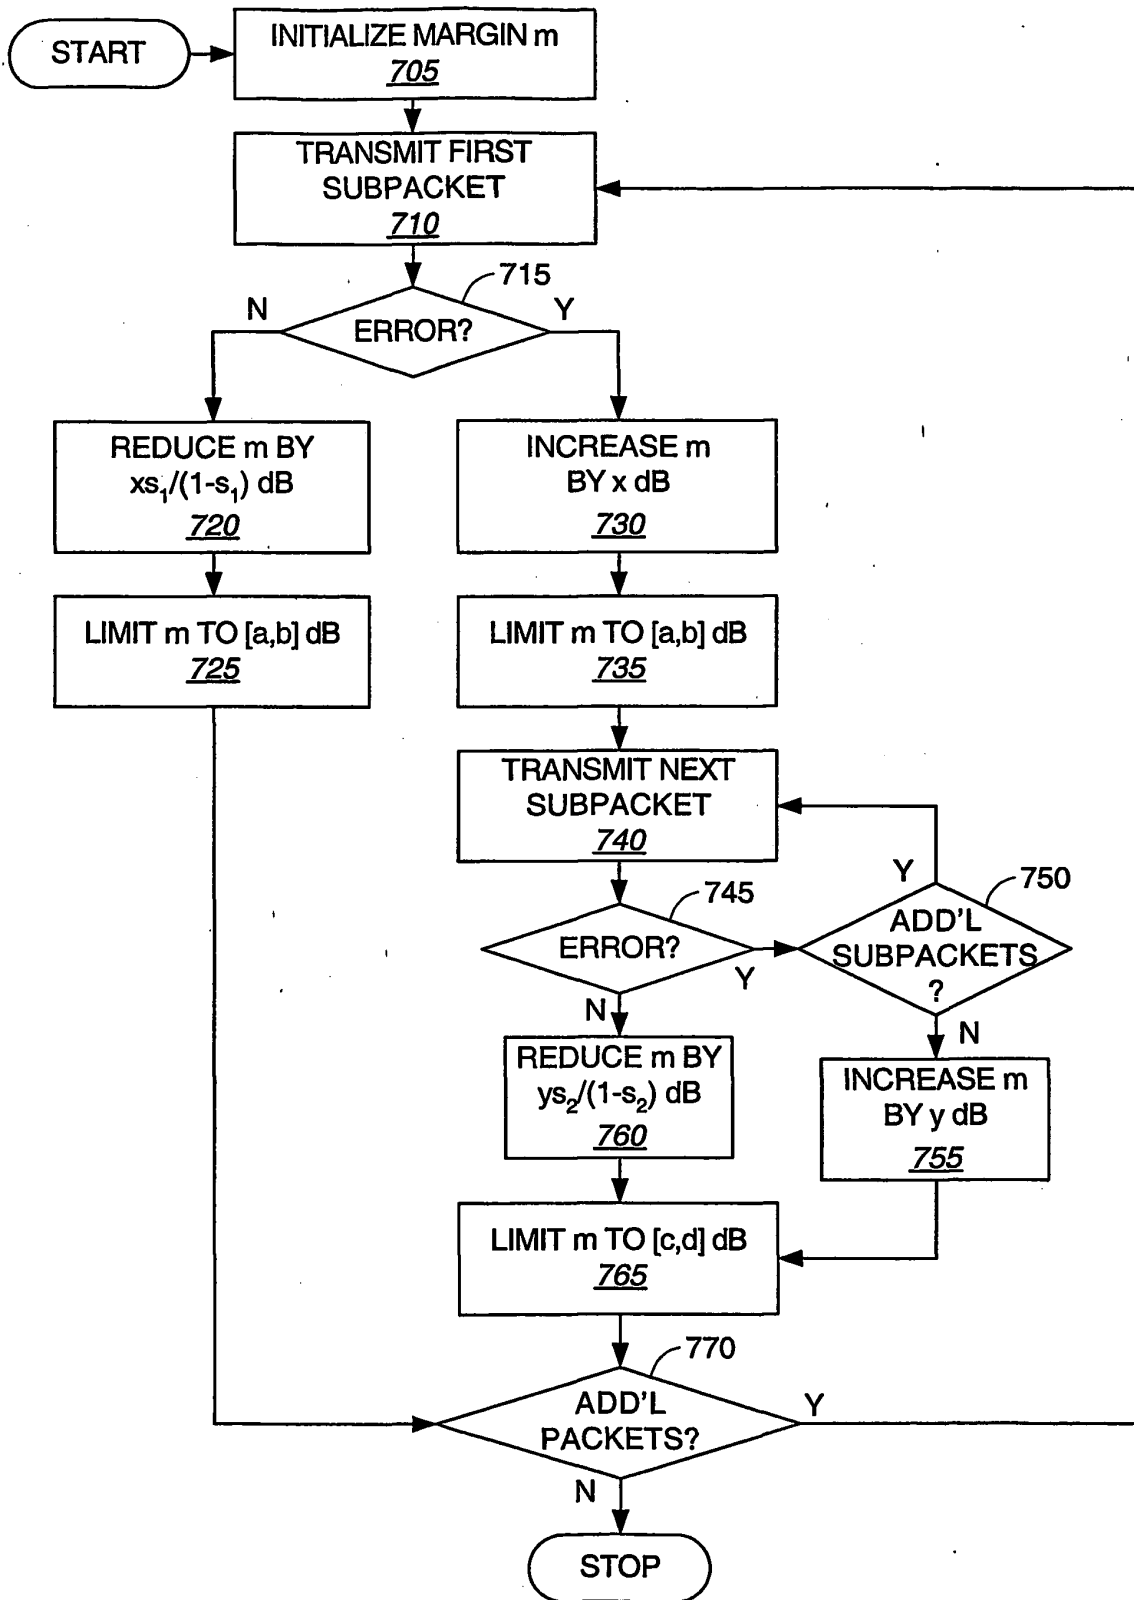 START
INITIALIZE MARGIN m
705
TRANSMIT FIRST
SUBPACKET
710
715
N
ERROR?
Y
REDUCE m BY
xs₁/(1-s₁) dB
720
INCREASE m
BY x dB
730
LIMIT m TO [a,b] dB
725
LIMIT m TO [a,b] dB
735
TRANSMIT NEXT
SUBPACKET
740
745
ERROR?
Y
N
Y
750
ADD'L
SUBPACKETS
?
N
REDUCE m BY
ys₂/(1-s₂) dB
760
INCREASE m
BY y dB
755
LIMIT m TO [c,d] dB
765
770
ADD'L
PACKETS?
Y
N
STOP